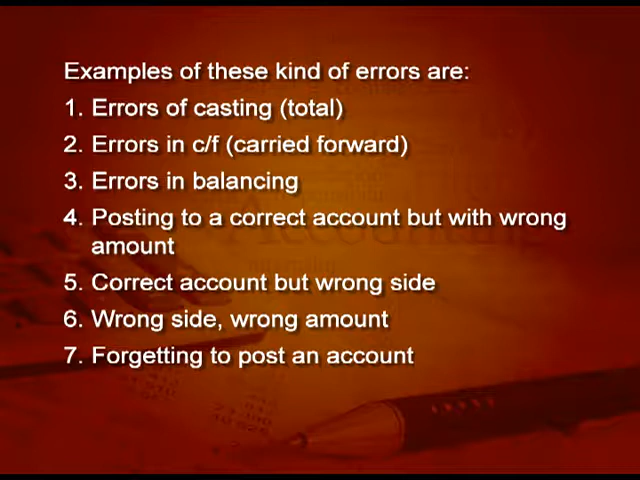 Examples of these kind of errors are:
1. Errors of casting (total)
2. Errors in c/f (carried forward)
3. Errors in balancing
4. Posting to a correct account but with wrong
amount
5. Correct account but wrong side
6. Wrong side, wrong amount
7. Forgetting to post an account
Accounting